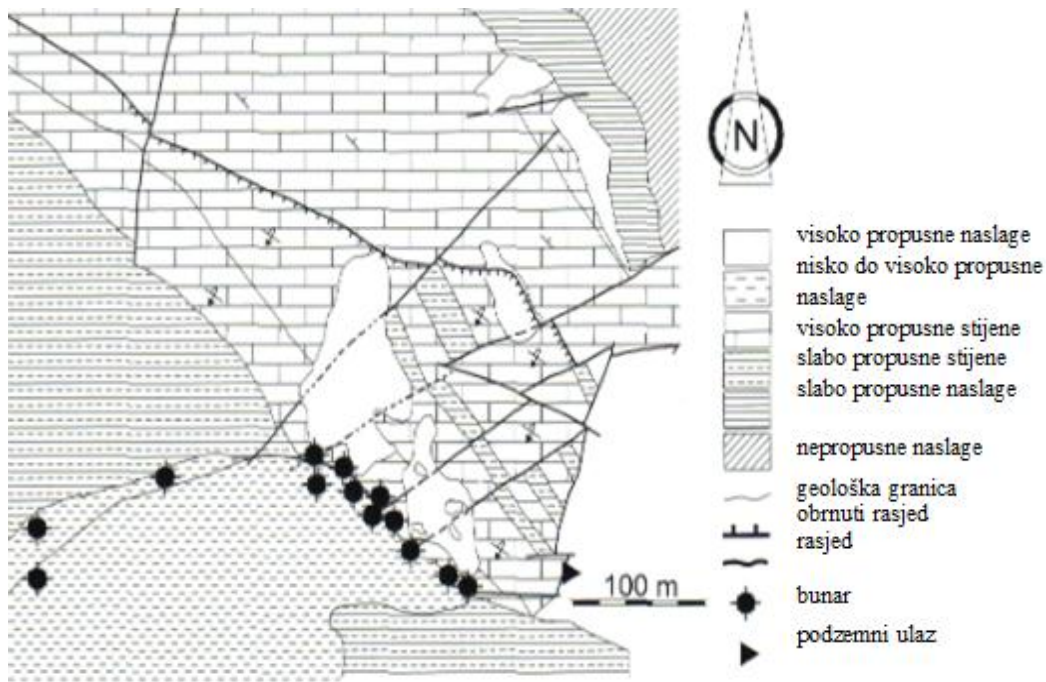 N
visoko propusne naslage
nisko do visoko propusne
naslage
visoko propusne stijene
slabo propusne stijene
slabo propusne naslage
nepropusne naslage
geološka granica
obrnuti rasjed
rasjed
100 m
bunar
podzemni ulaz